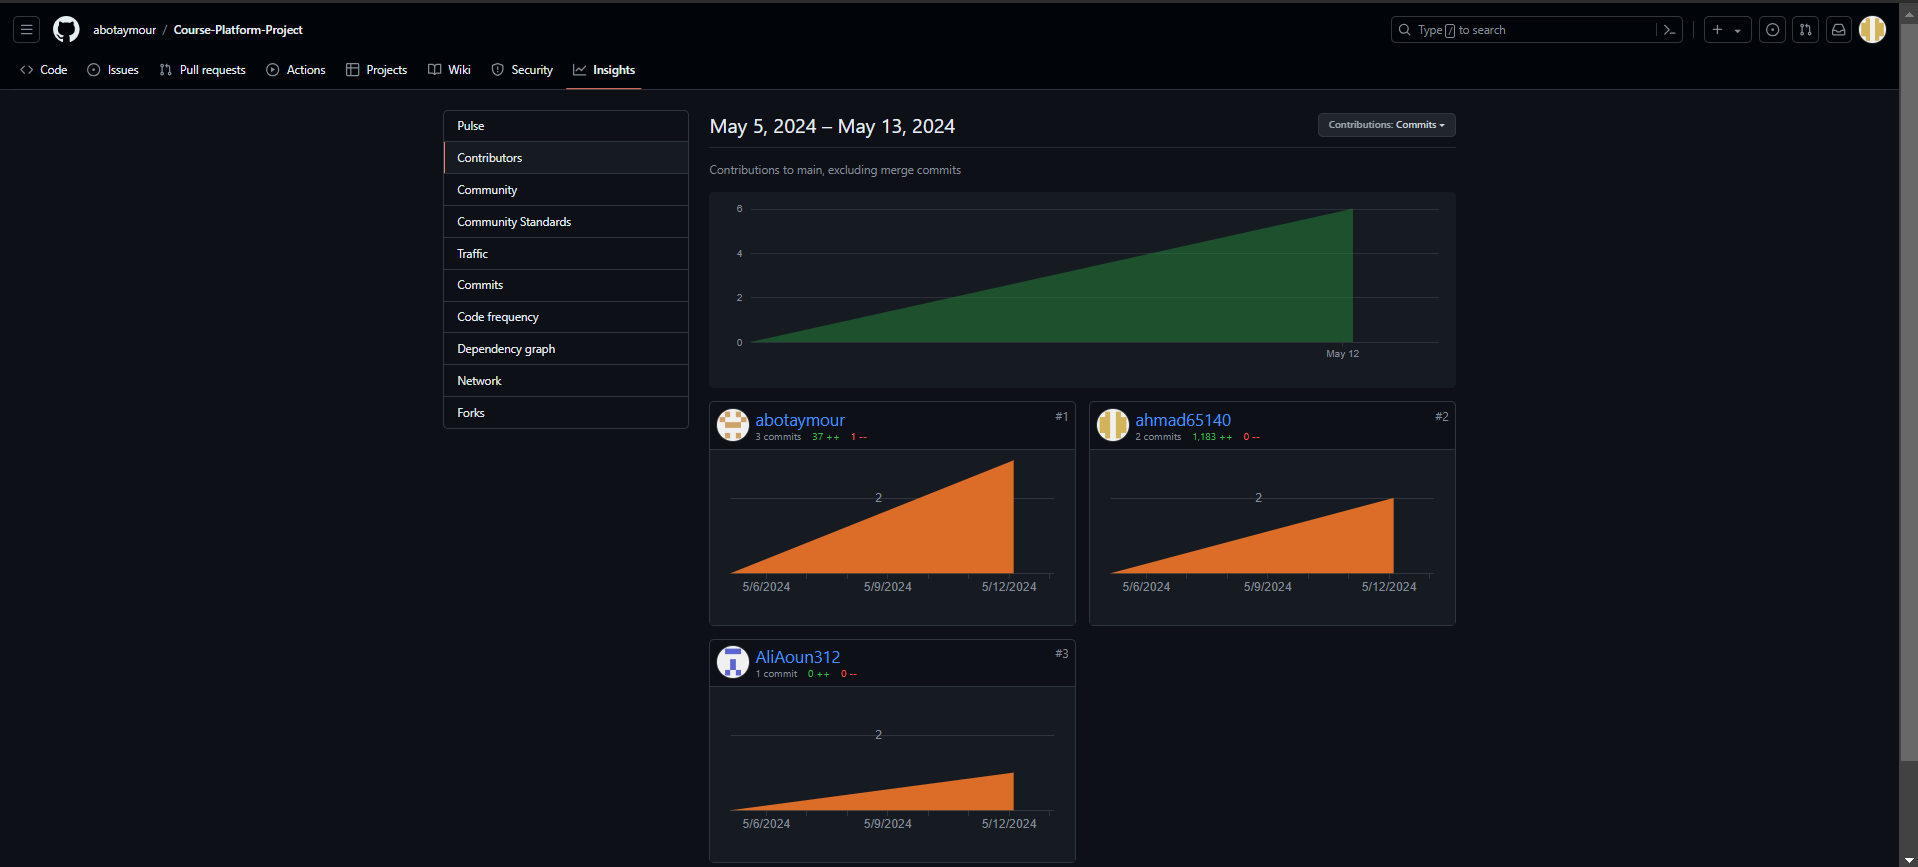 abotaymour / Course-Platform-Project
Type / to search
Code Issues Pull requests Actions Projects Wiki Security Insights
Pulse
Contributors
Community
Community Standards
Traffic
Commits
Code frequency
Dependency graph
Network
Forks
May 5, 2024 – May 13, 2024
Contributions: Commits
Contributions to main, excluding merge commits
6
4
2
0
May 12
abotaymour #1
3 commits 37 ++ 1 --
2
5/6/2024 5/9/2024 5/12/2024
ahmad65140 #2
2 commits 1,183 ++ 0 --
2
5/6/2024 5/9/2024 5/12/2024
AliAoun312 #3
1 commit 0 ++ 0 --
2
5/6/2024 5/9/2024 5/12/2024